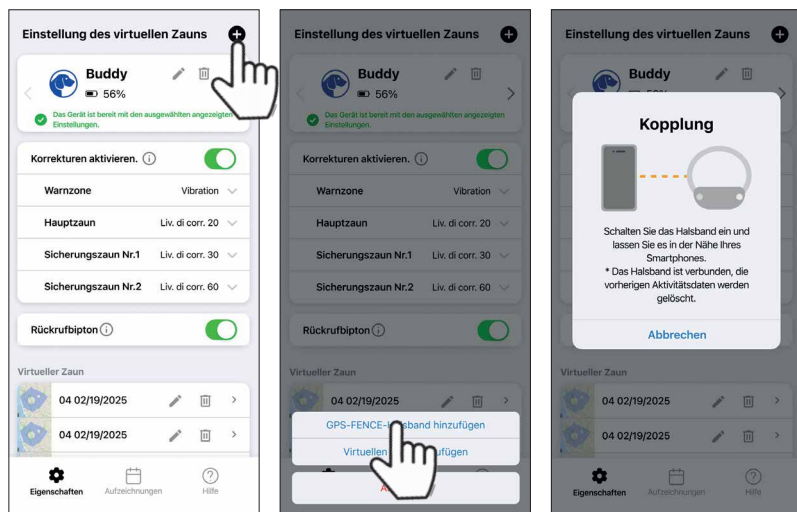 Einstellung des virtuellen Zauns
Buddy
56%
Das Gerät ist bereit mit den ausgewählten angezeigten
Einstellungen.
Korrekturen aktivieren.
Warnzone Vibration
Hauptzaun Liv. di corr. 20
Sicherungszaun Nr.1 Liv. di corr. 30
Sicherungszaun Nr.2 Liv. di corr. 60
Rückrufbipton
Virtueller Zaun
04 02/19/2025
04 02/19/2025
Eigenschaften Aufzeichnungen Hilfe
Einstellung des virtuellen Zauns
Buddy
56%
Das Gerät ist bereit mit den ausgewählten angezeigten
Einstellungen.
Korrekturen aktivieren.
Warnzone Vibration
Hauptzaun Liv. di corr. 20
Sicherungszaun Nr.1 Liv. di corr. 30
Sicherungszaun Nr.2 Liv. di corr. 60
Rückrufbipton
Virtueller Zaun
04 02/19/2025
GPS-FENCE-Halsband hinzufügen
Virtuellen
Einstellung des virtuellen Zauns
Buddy
Kopplung
Schalten Sie das Halsband ein und
lassen Sie es in der Nähe Ihres
Smartphones.
* Das Halsband ist verbunden, die
vorherigen Aktivitätsdaten werden
gelöscht.
Abbrechen
Virtueller Zaun
04 02/19/2025
04 02/19/2025
Eigenschaften Aufzeichnungen Hilfe